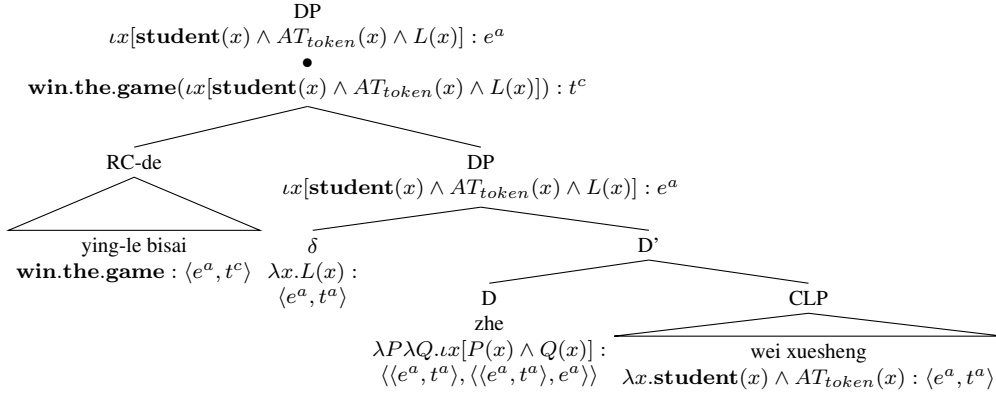 DP
ιx[student(x) ∧ AT_token(x) ∧ L(x)] : e^a
•
win.the.game(ιx[student(x) ∧ AT_token(x) ∧ L(x)]) : t^c
RC-de
DP
ιx[student(x) ∧ AT_token(x) ∧ L(x)] : e^a
ying-le bisai
win.the.game : ⟨e^a, t^c⟩
δ
λx.L(x) :
⟨e^a, t^a⟩
D'
D
zhe
λPλQ.ιx[P(x) ∧ Q(x)] :
⟨⟨e^a, t^a⟩, ⟨⟨e^a, t^a⟩, e^a⟩⟩
CLP
wei xuesheng
λx.student(x) ∧ AT_token(x) : ⟨e^a, t^a⟩